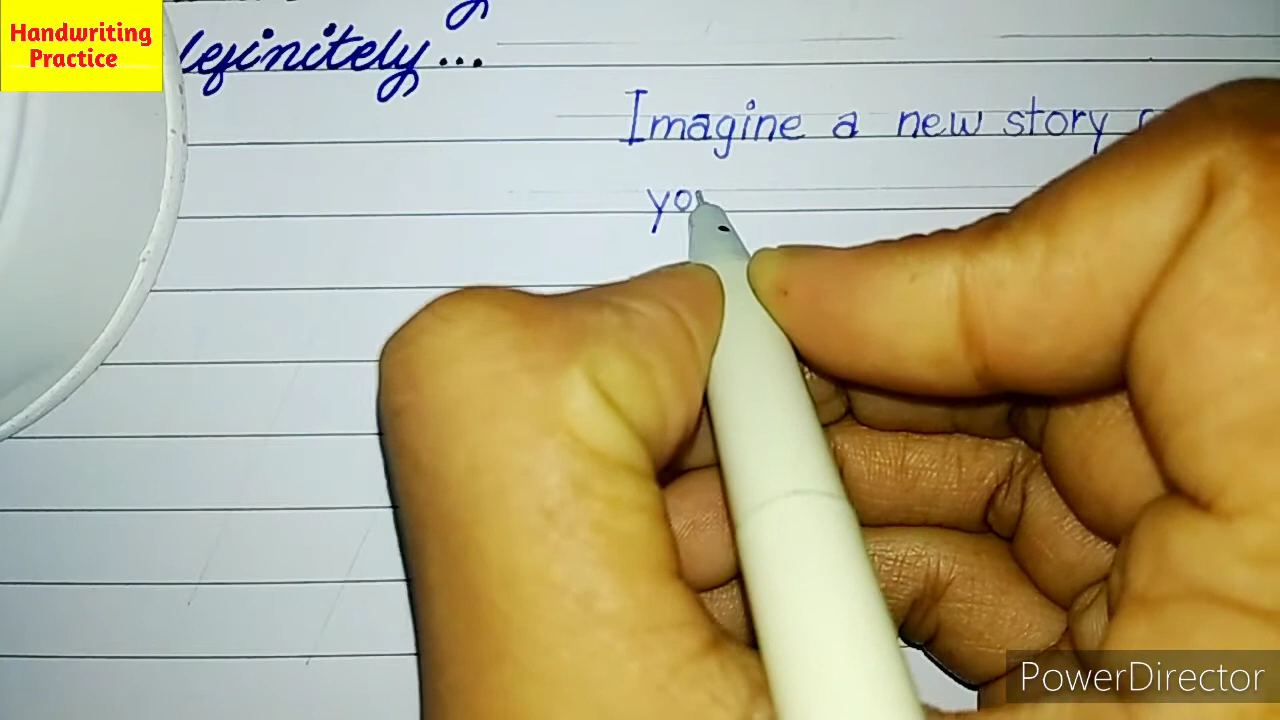 Handwriting
Practice
definitely...
Imagine a new story
yo
PowerDirector